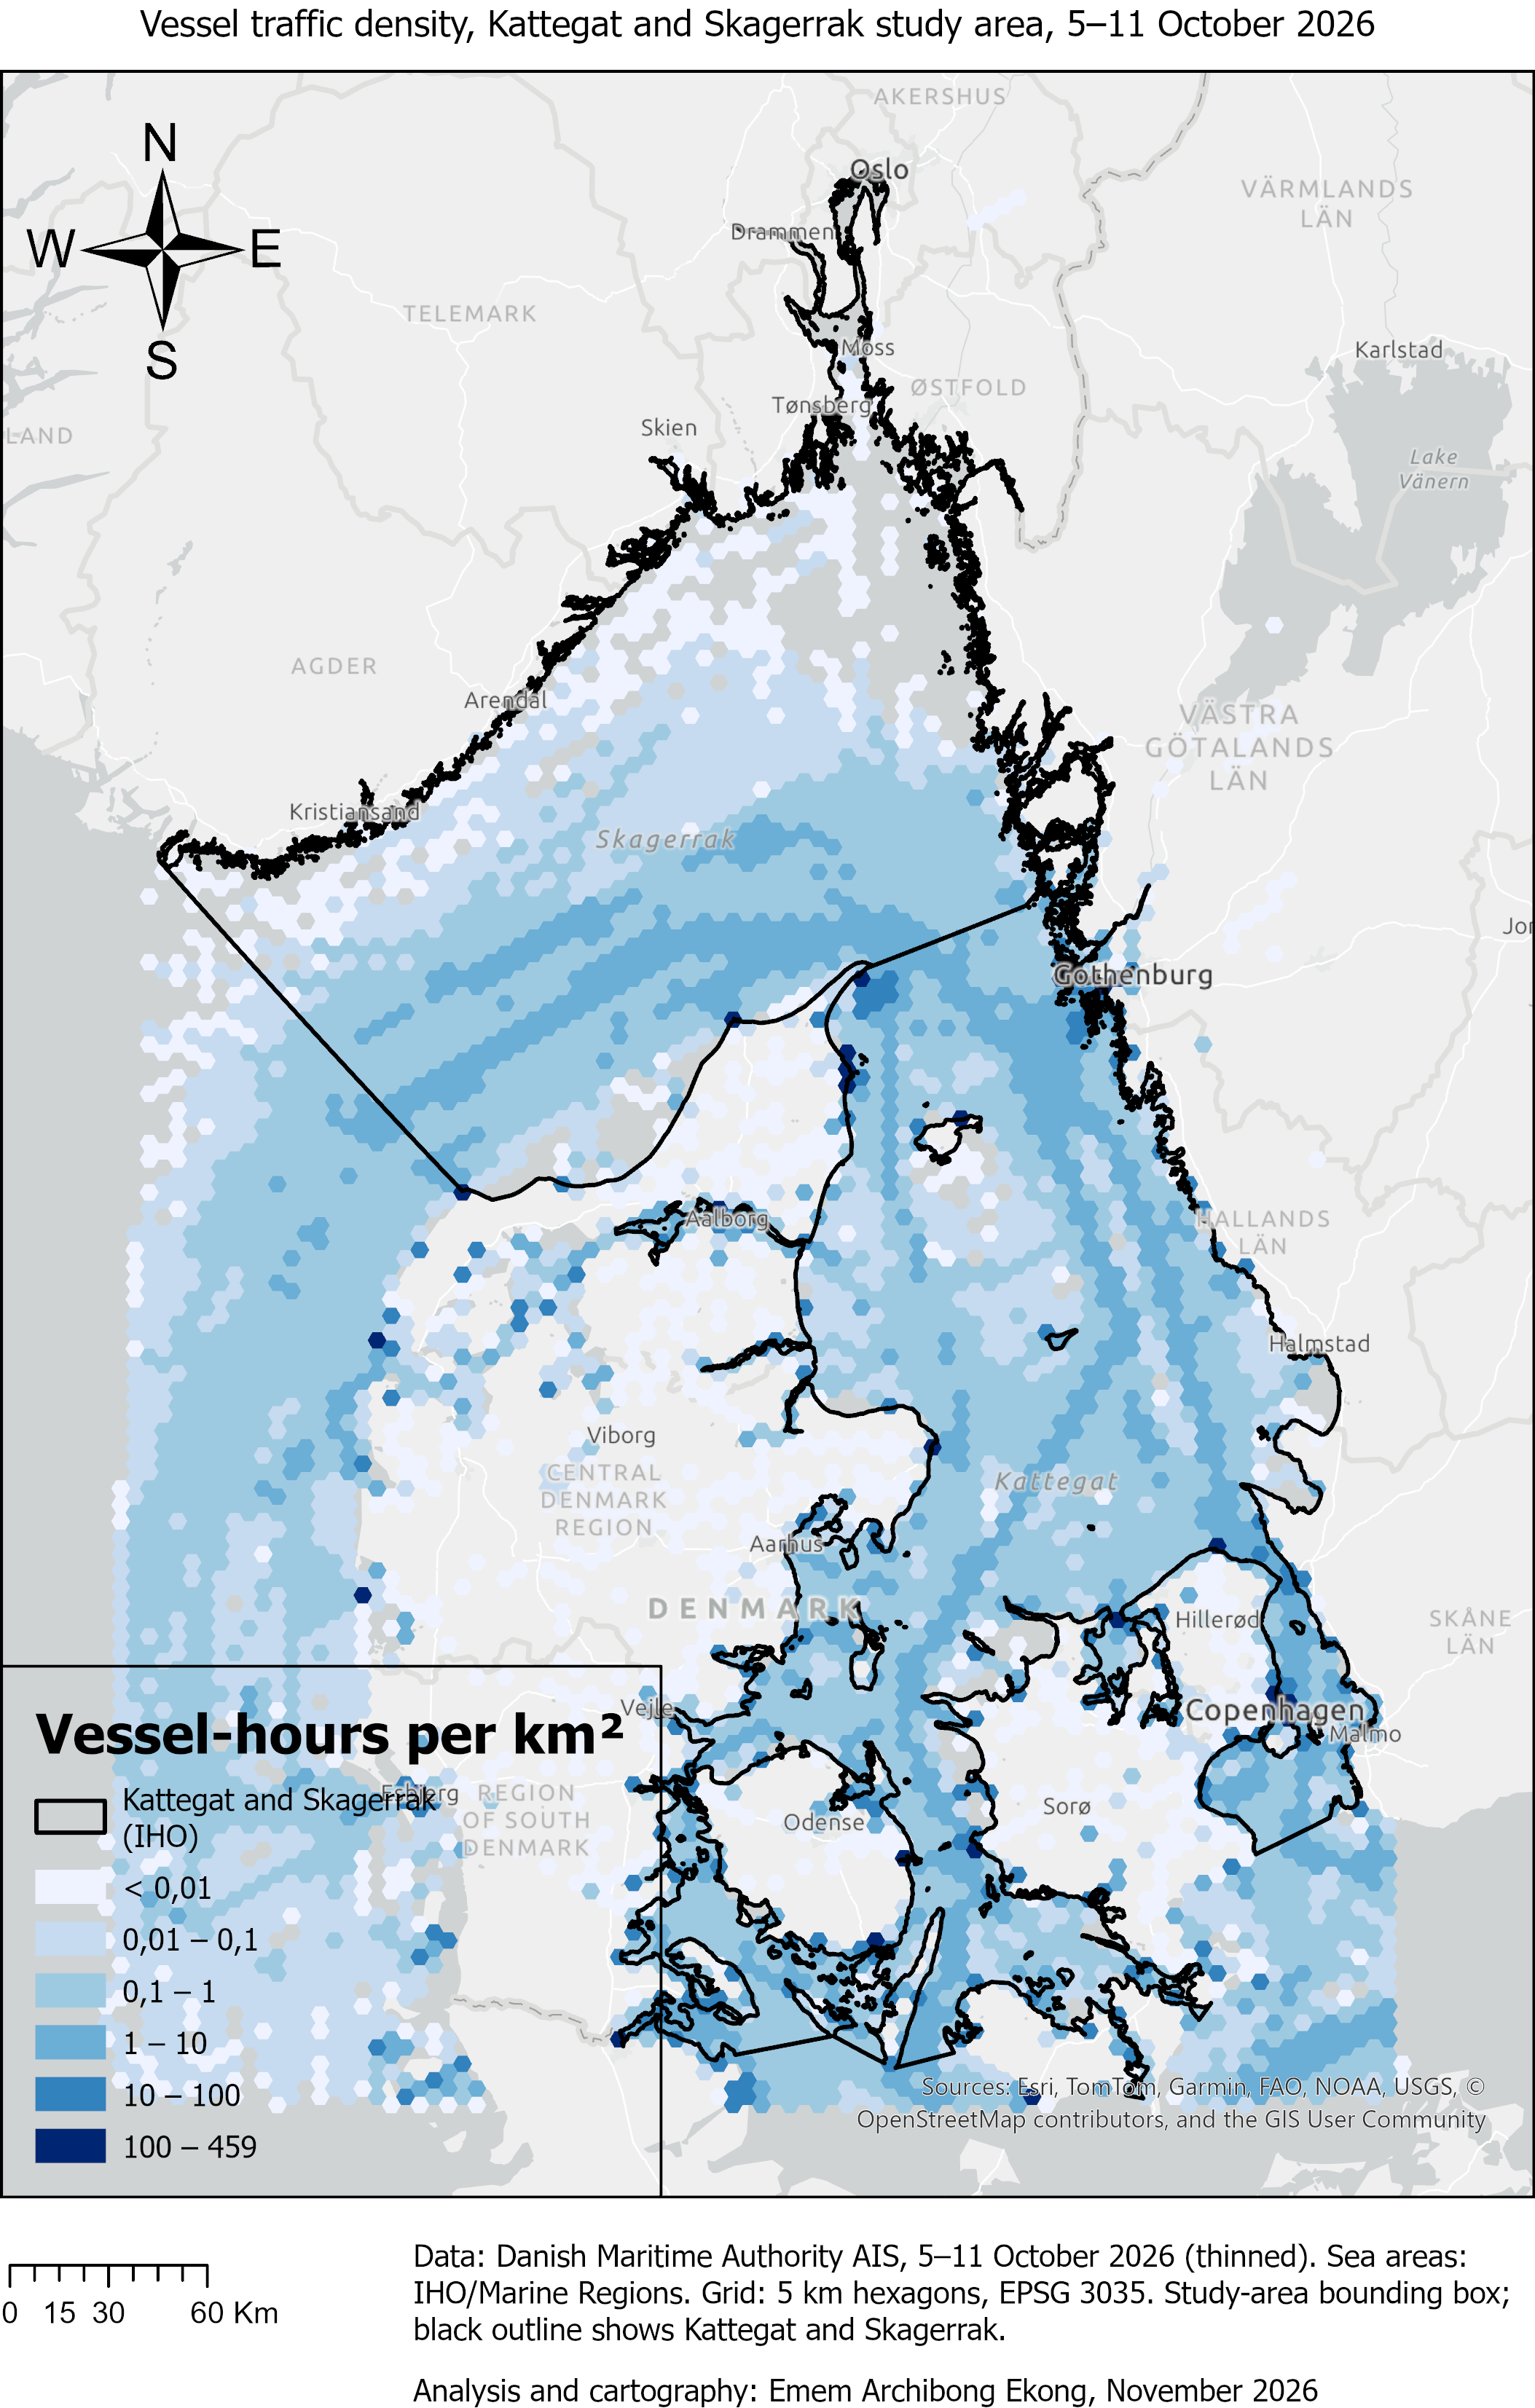 Vessel traffic density, Kattegat and Skagerrak study area, 5–11 October 2026
AKERSHUS
N
Oslo
VÄRMLANDS
LÄN
Drammen
W
E
TELEMARK
S
Moss
Karlstad
ØSTFOLD
Tønsberg
Skien
LAND
Lake
Vänern
AGDER
Arendal
VÄSTRA
GÖTALANDS
LÄN
Kristiansand
Skagerrak
Jor
Gothenburg
Aalborg
HALLANDS
LÄN
Halmstad
Viborg
CENTRAL
DENMARK
REGION
Kattegat
Aarhus
DENMARK
Hillerød
SKÅNE
LÄN
Vejle
Copenhagen
Malmo
Vessel-hours per km²
Esbjerg
REGION
OF SOUTH
DENMARK
Sorø
Odense
Kattegat and Skagerrak
(IHO)
< 0,01
0,01 – 0,1
0,1 – 1
1 – 10
10 – 100
100 – 459
Sources: Esri, TomTom, Garmin, FAO, NOAA, USGS, ©
OpenStreetMap contributors, and the GIS User Community
0 15 30 60 Km
Data: Danish Maritime Authority AIS, 5–11 October 2026 (thinned). Sea areas:
IHO/Marine Regions. Grid: 5 km hexagons, EPSG 3035. Study-area bounding box;
black outline shows Kattegat and Skagerrak.
Analysis and cartography: Emem Archibong Ekong, November 2026